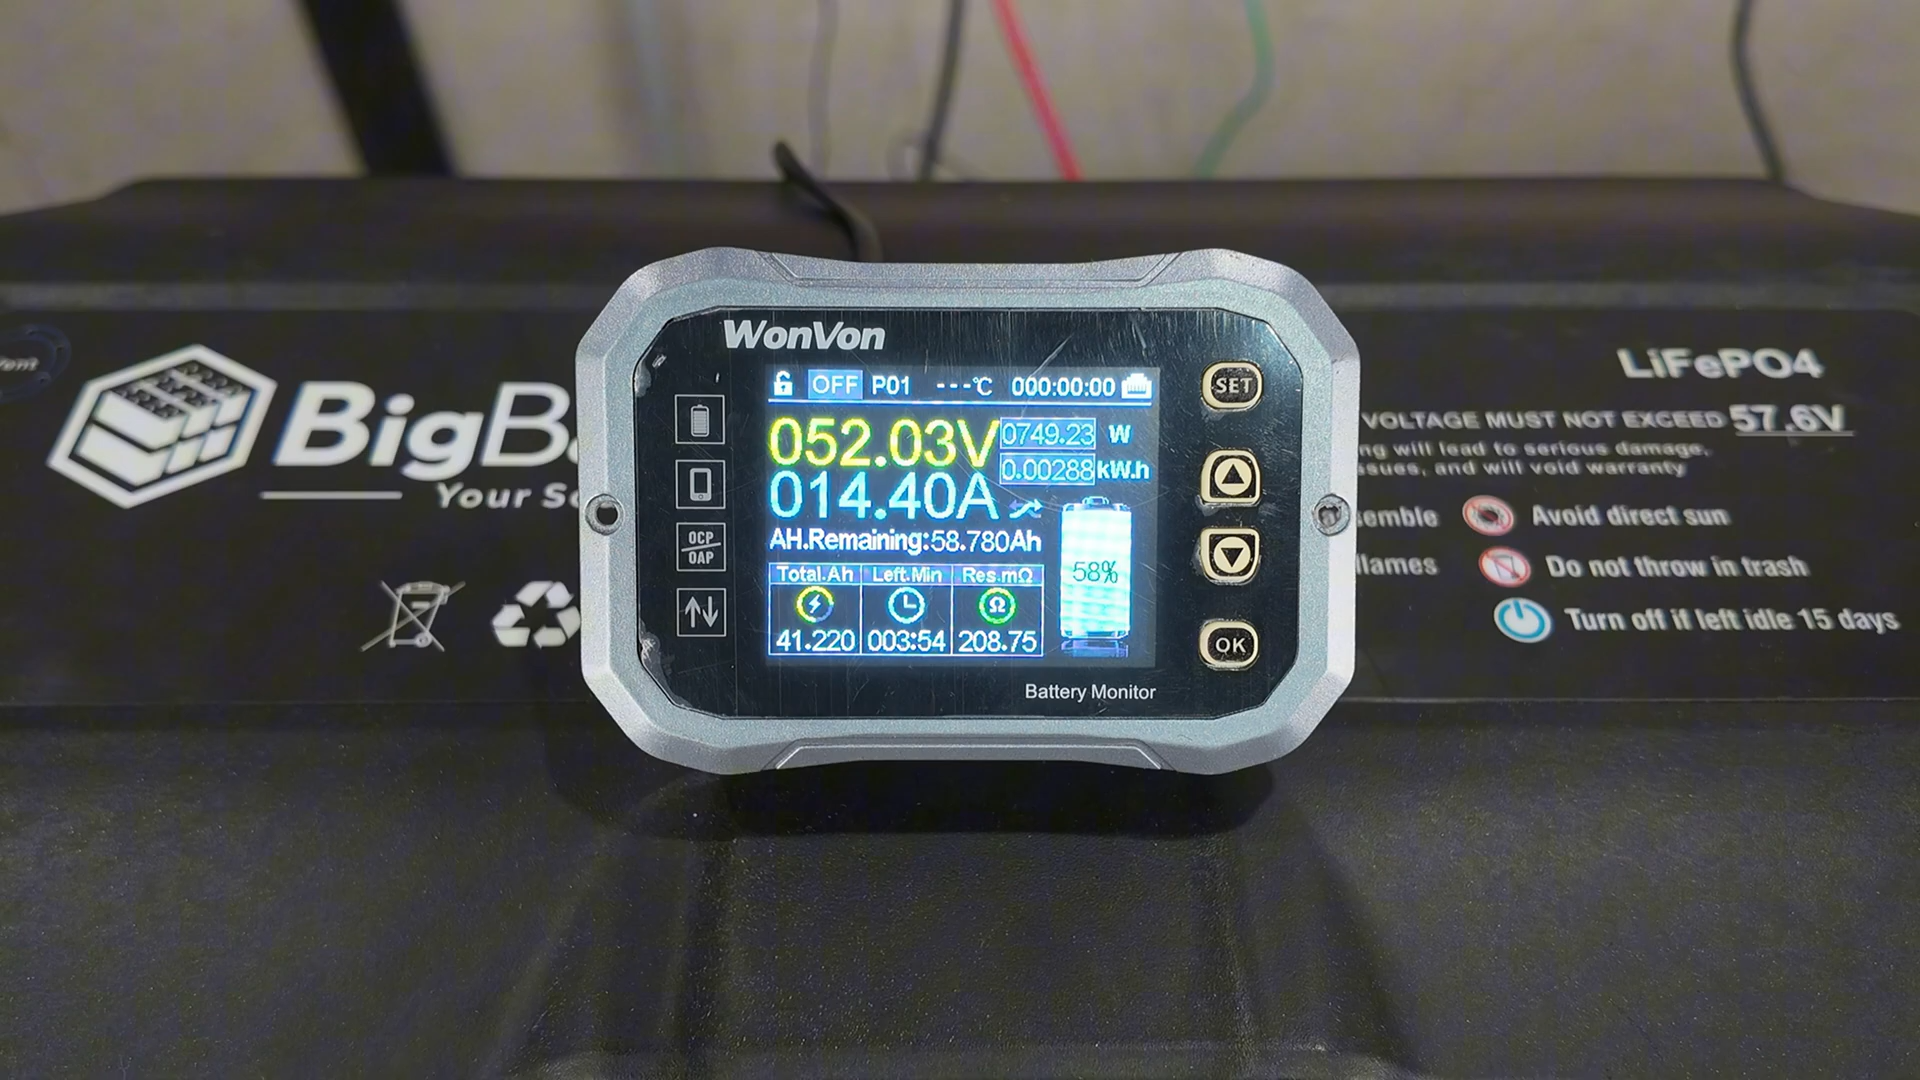 WonVon
OFF P01 ---℃ 000:00:00
052.03V 0749.23 W
0.00288 kW.h
014.40A
AH.Remaining:58.780Ah
58%
Total.Ah Left.Min Res.mΩ
Ω
41.220 003:54 208.75
OCP
OAP
SET
OK
Battery Monitor
BigB
Your S
LiFePO4
VOLTAGE MUST NOT EXCEED 57.6V
ng will lead to serious damage.
ssues, and will void warranty
emble
Avoid direct sun
flames
Do not throw in trash
Turn off if left idle 15 days